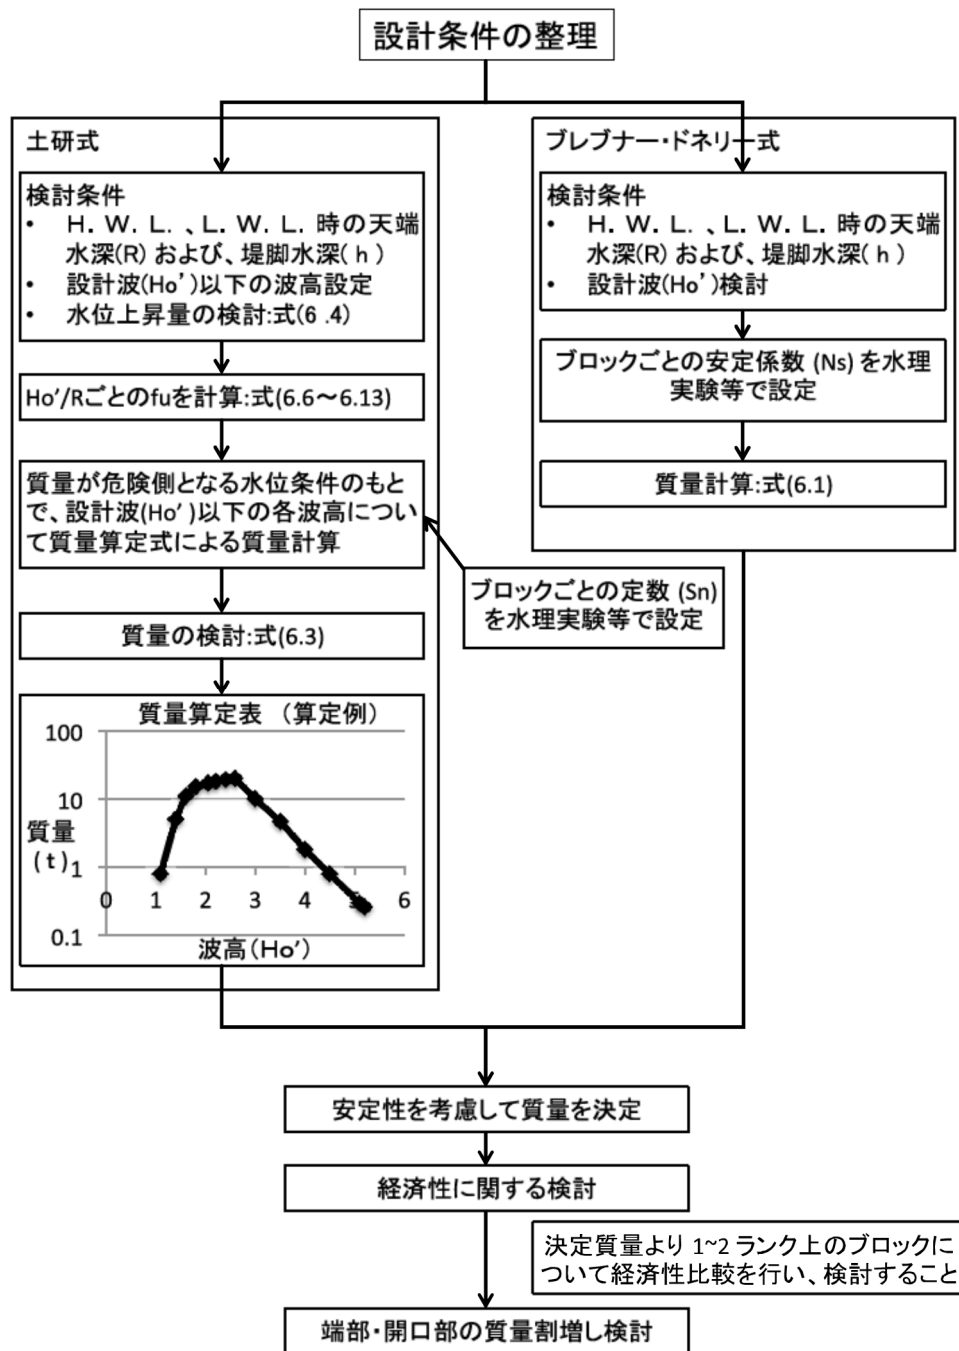 設計条件の整理
土研式
検討条件
• H. W. L. 、L. W. L. 時の天端
水深(R) および、堤脚水深( h )
• 設計波(Ho’)以下の波高設定
• 水位上昇量の検討:式(6 .4)
Ho’/Rごとのfuを計算:式(6.6〜6.13)
質量が危険側となる水位条件のもと
で、設計波(Ho’ )以下の各波高につい
て質量算定式による質量計算
ブロックごとの定数 (Sn)
を水理実験等で設定
質量の検討:式(6.3)
質量算定表 (算定例)
100
10
質量
( t ) 1
0 1 2 3 4 5 6
0.1
波高(Ho’)
ブレブナー・ドネリー式
検討条件
• H. W. L. 、L. W. L. 時の天端
水深(R) および、堤脚水深( h )
• 設計波(Ho’)検討
ブロックごとの安定係数 (Ns) を水理
実験等で設定
質量計算:式(6.1)
安定性を考慮して質量を決定
経済性に関する検討
決定質量より 1~2 ランク上のブロックに
ついて経済性比較を行い、検討すること
端部・開口部の質量割増し検討